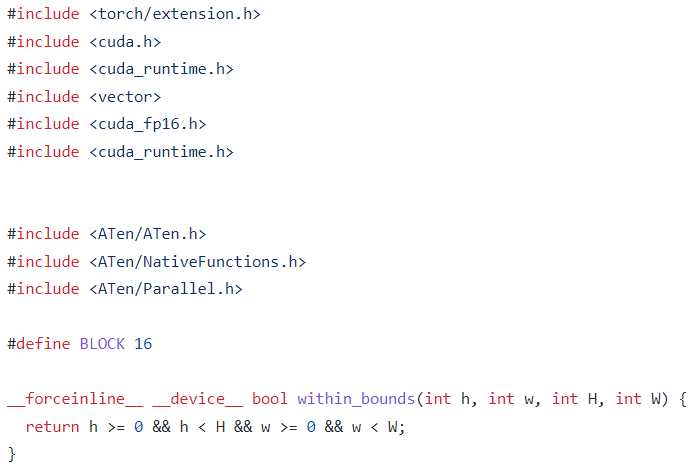 #include <torch/extension.h>
#include <cuda.h>
#include <cuda_runtime.h>
#include <vector>
#include <cuda_fp16.h>
#include <cuda_runtime.h>
#include <ATen/ATen.h>
#include <ATen/NativeFunctions.h>
#include <ATen/Parallel.h>
#define BLOCK 16
__forceinline__ __device__ bool within_bounds(int h, int w, int H, int W) {
  return h >= 0 && h < H && w >= 0 && w < W;
}